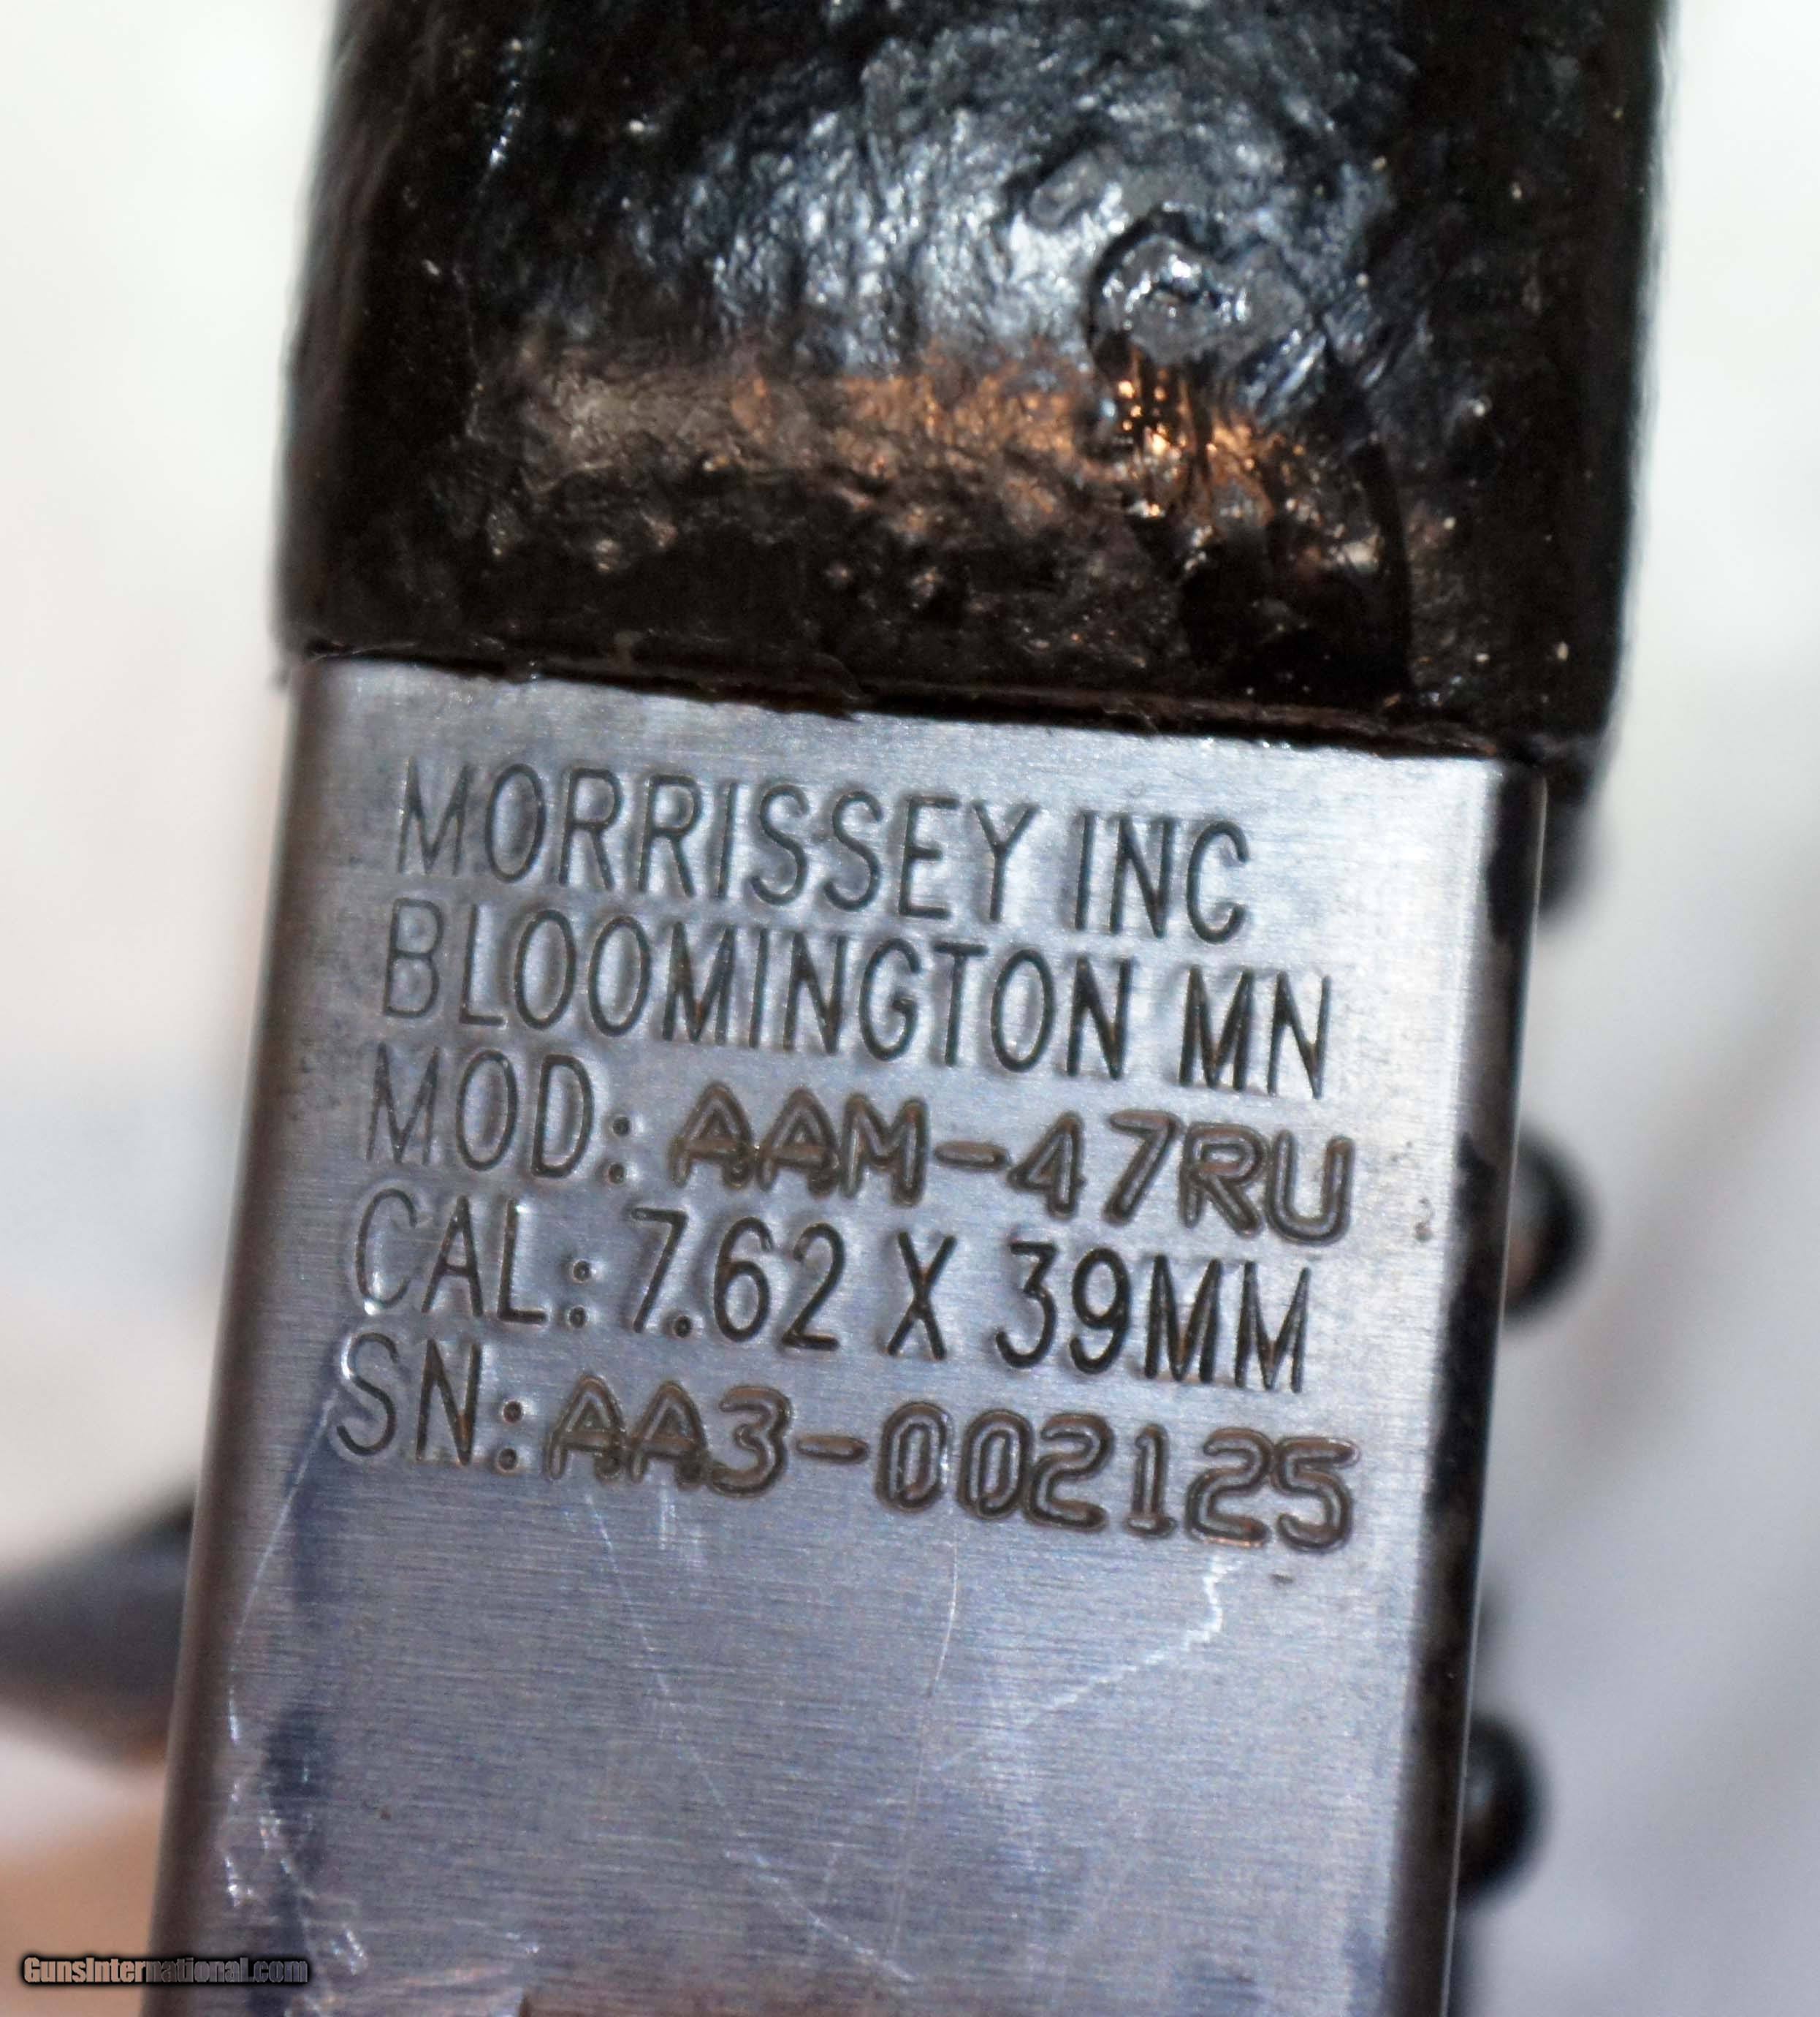 MORRISSEY INC
BLOOMINGTON MN
MOD: AAM-47RU
CAL: 7.62 X 39MM
SN: AA3-002125
GunsInternational.com